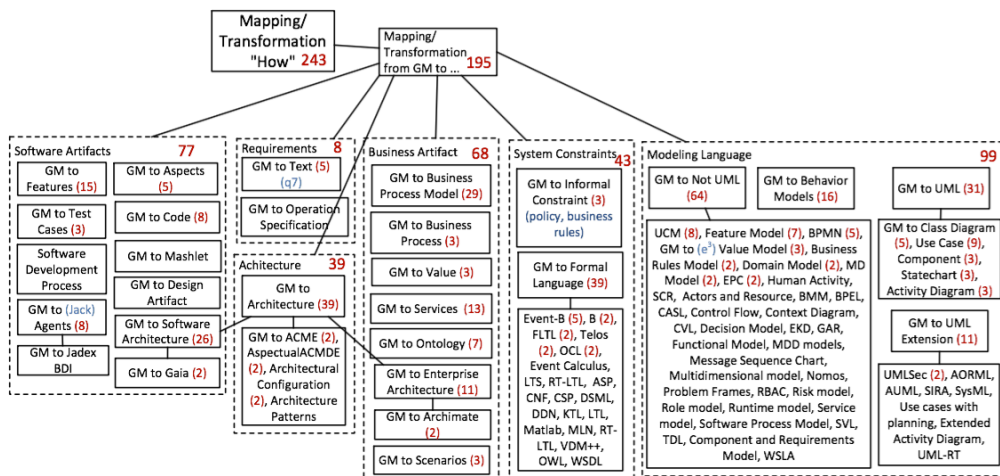 Mapping/
Transformation
"How" 243
Mapping/
Transformation
from GM to ... 195
Software Artifacts 77
GM to
Features (15)
GM to Test
Cases (3)
Software
Development
Process
GM to (Jack)
Agents (8)
GM to Jadex
BDI
GM to Aspects
(5)
GM to Code (8)
GM to Mashlet
GM to Design
Artifact
GM to Software
Architecture (26)
GM to Gaia (2)
Requirements 8
GM to Text (5)
(q7)
GM to Operation
Specification
Achitecture 39
GM to
Architecture (39)
GM to ACME (2),
AspectualACMDE
(2), Architectural
Configuration
(2), Architecture
Patterns
Business Artifact 68
GM to Business
Process Model
(29)
GM to Business
Process (3)
GM to Value (3)
GM to Services (13)
GM to Ontology (7)
GM to Enterprise
Architecture (11)
GM to Archimate
(2)
GM to Scenarios (3)
System Constraints 43
GM to Informal
Constraint (3)
(policy, business
rules)
GM to Formal
Language (39)
Event-B (5), B (2),
FLTL (2), Telos
(2), OCL (2),
Event Calculus,
LTS, RT-LTL, ASP,
CNF, CSP, DSML,
DDN, KTL, LTL,
Matlab, MLN, RT-
LTL, VDM++,
OWL, WSDL
Modeling Language 99
GM to Not UML
(64)
GM to Behavior
Models (16)
GM to UML (31)
UCM (8), Feature Model (7), BPMN (5),
GM to (e³) Value Model (3), Business
Rules Model (2), Domain Model (2), MD
Model (2), EPC (2), Human Activity,
SCR, Actors and Resource, BMM, BPEL,
CASL, Control Flow, Context Diagram,
CVL, Decision Model, EKD, GAR,
Functional Model, MDD models,
Message Sequence Chart,
Multidimensional model, Nomos,
Problem Frames, RBAC, Risk model,
Role model, Runtime model, Service
model, Software Process Model, SVL,
TDL, Component and Requirements
Model, WSLA
GM to Class Diagram
(5), Use Case (9),
Component (3),
Statechart (3),
Activity Diagram (3)
GM to UML
Extension (11)
UMLSec (2), AORML,
AUML, SIRA, SysML,
Use cases with
planning, Extended
Activity Diagram,
UML-RT